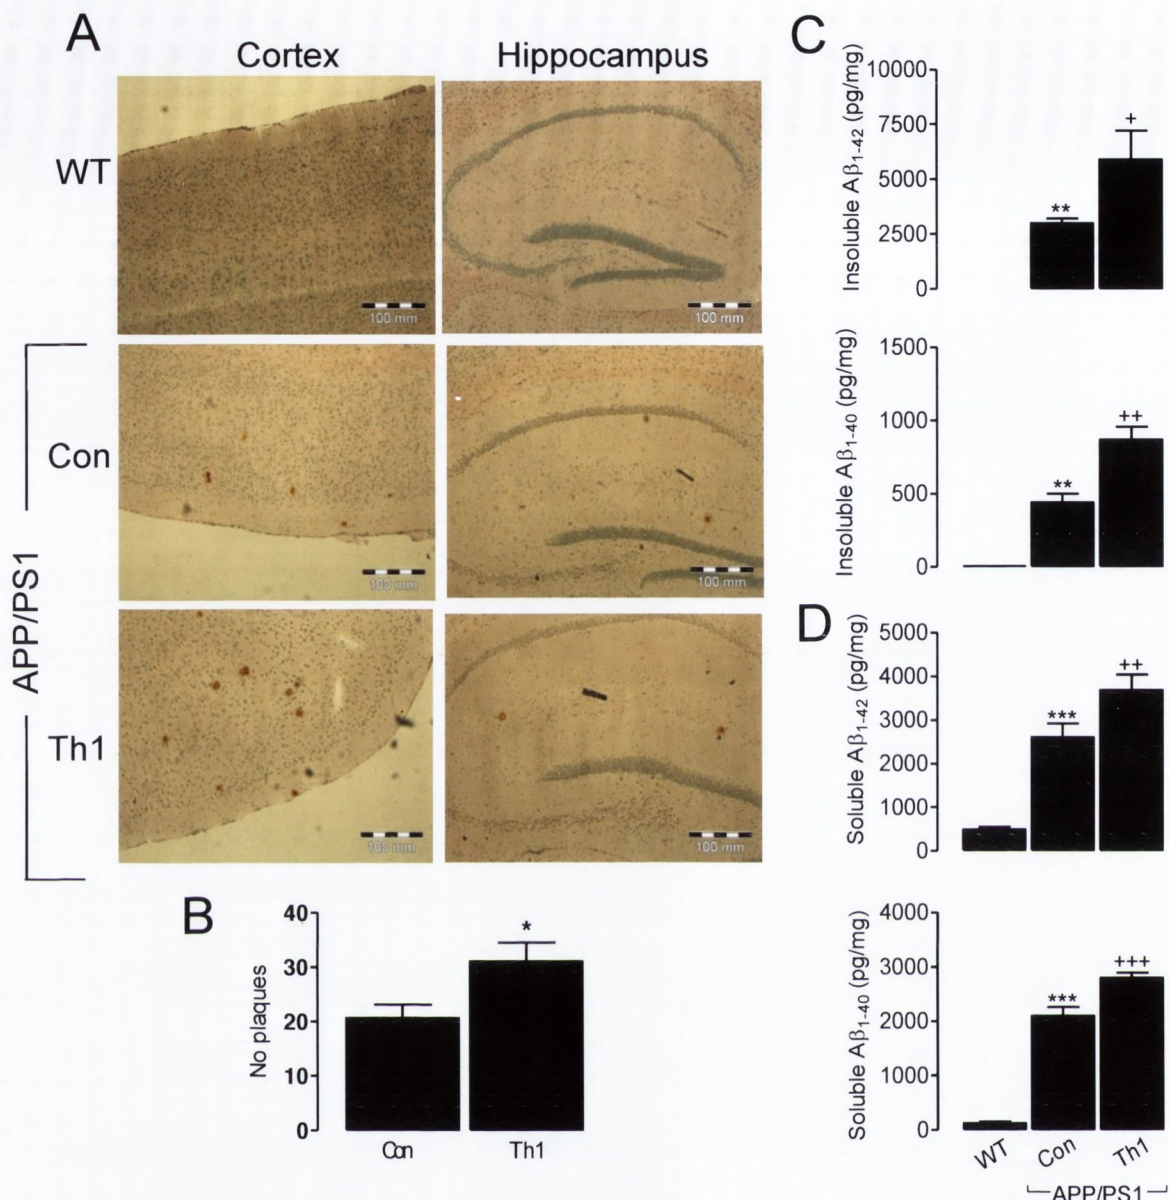 A
Cortex
Hippocampus
WT
100 mm
100 mm
APP/PS1
Con
100 mm
100 mm
Th1
100 mm
100 mm
B
No plaques
40
30
20
10
0
*
Con
Th1
C
Insoluble Aβ1-42 (pg/mg)
10000
7500
5000
2500
0
**
+
Insoluble Aβ1-40 (pg/mg)
1500
1000
500
0
**
++
D
Soluble Aβ1-42 (pg/mg)
5000
4000
3000
2000
1000
0
***
++
Soluble Aβ1-40 (pg/mg)
4000
3000
2000
1000
0
***
+++
WT
Con
Th1
APP/PS1